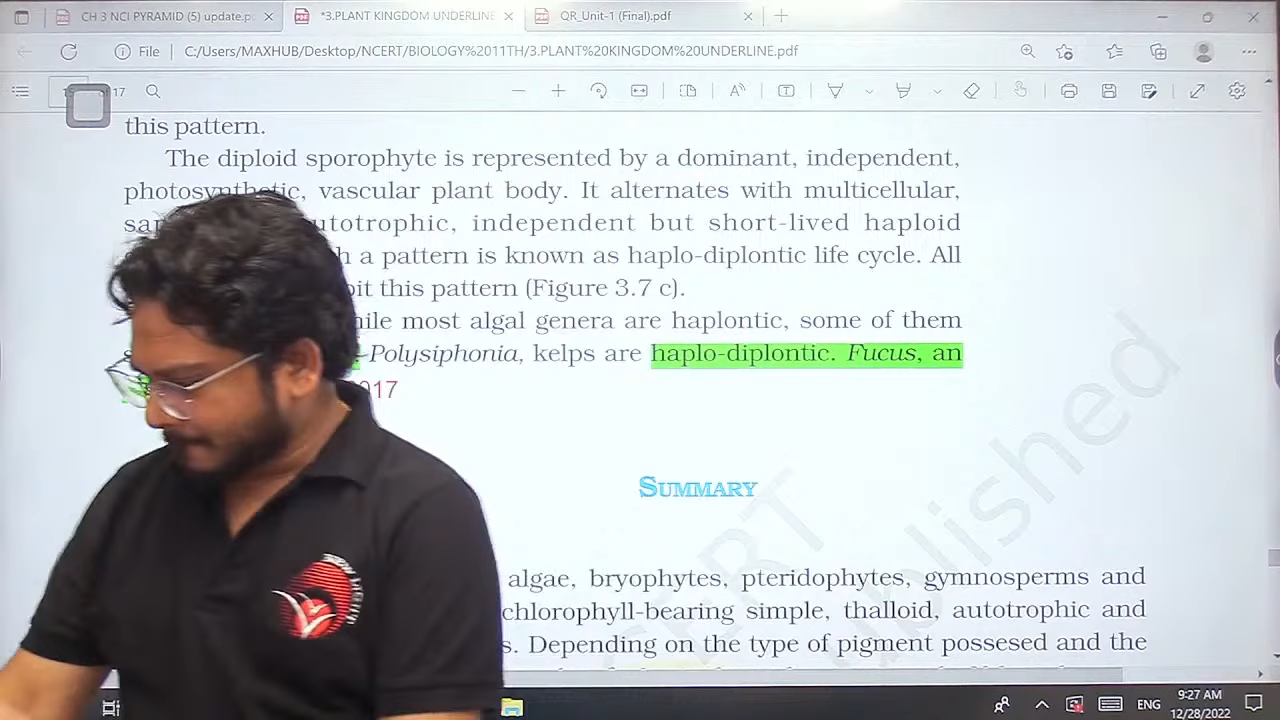 CH 3 NCI PYRAMID (5) update.p
*3.PLANT KINGDOM UNDERLINE
QR_Unit-1 (Final).pdf
File
C:/Users/MAXHUB/Desktop/NCERT/BIOLOGY%2011TH/3.PLANT%20KINGDOM%20UNDERLINE.pdf
17
this pattern.
The diploid sporophyte is represented by a dominant, independent,
photosynthetic, vascular plant body. It alternates with multicellular,
independent but short-lived haploid
a pattern is known as haplo-diplontic life cycle. All
this pattern (Figure 3.7 c).
most algal genera are haplontic, some of them
Polysiphonia, kelps are haplo-diplontic. Fucus, an
017
SUMMARY
algae, bryophytes, pteridophytes, gymnosperms and
chlorophyll-bearing simple, thalloid, autotrophic and
Depending on the type of pigment possesed and the
ENG
9:27 AM
12/28/2022